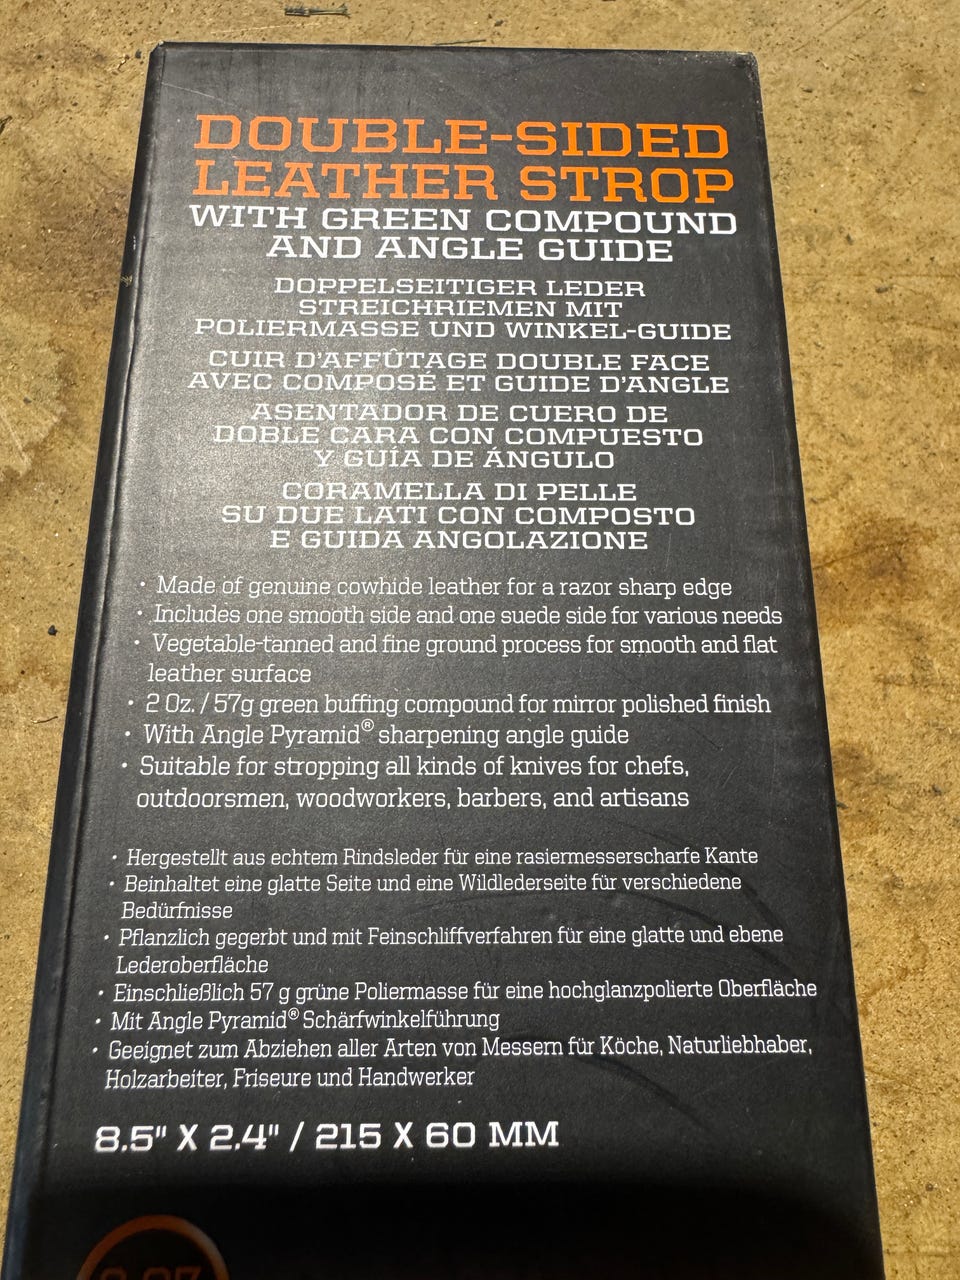 DOUBLE-SIDED
LEATHER STROP
WITH GREEN COMPOUND
AND ANGLE GUIDE
DOPPELSEITIGER LEDER
STREICHRIEMEN MIT
POLIERMASSE UND WINKEL-GUIDE
CUIR D'AFFÛTAGE DOUBLE FACE
AVEC COMPOSÉ ET GUIDE D'ANGLE
ASENTADOR DE CUERO DE
DOBLE CARA CON COMPUESTO
Y GUÍA DE ÁNGULO
CORAMELLA DI PELLE
SU DUE LATI CON COMPOSTO
E GUIDA ANGOLAZIONE
• Made of genuine cowhide leather for a razor sharp edge
• Includes one smooth side and one suede side for various needs
• Vegetable-tanned and fine ground process for smooth and flat
leather surface
• 2 Oz. / 57g green buffing compound for mirror polished finish
• With Angle Pyramid® sharpening angle guide
• Suitable for stropping all kinds of knives for chefs,
outdoorsmen, woodworkers, barbers, and artisans
• Hergestellt aus echtem Rindsleder für eine rasiermesserscharfe Kante
• Beinhaltet eine glatte Seite und eine Wildlederseite für verschiedene
Bedürfnisse
• Pflanzlich gegerbt und mit Feinschliffverfahren für eine glatte und ebene
Lederoberfläche
• Einschließlich 57 g grüne Poliermasse für eine hochglanzpolierte Oberfläche
• Mit Angle Pyramid® Schärfwinkelführung
• Geeignet zum Abziehen aller Arten von Messern für Köche, Naturliebhaber,
Holzarbeiter, Friseure und Handwerker
8.5" X 2.4" / 215 X 60 MM